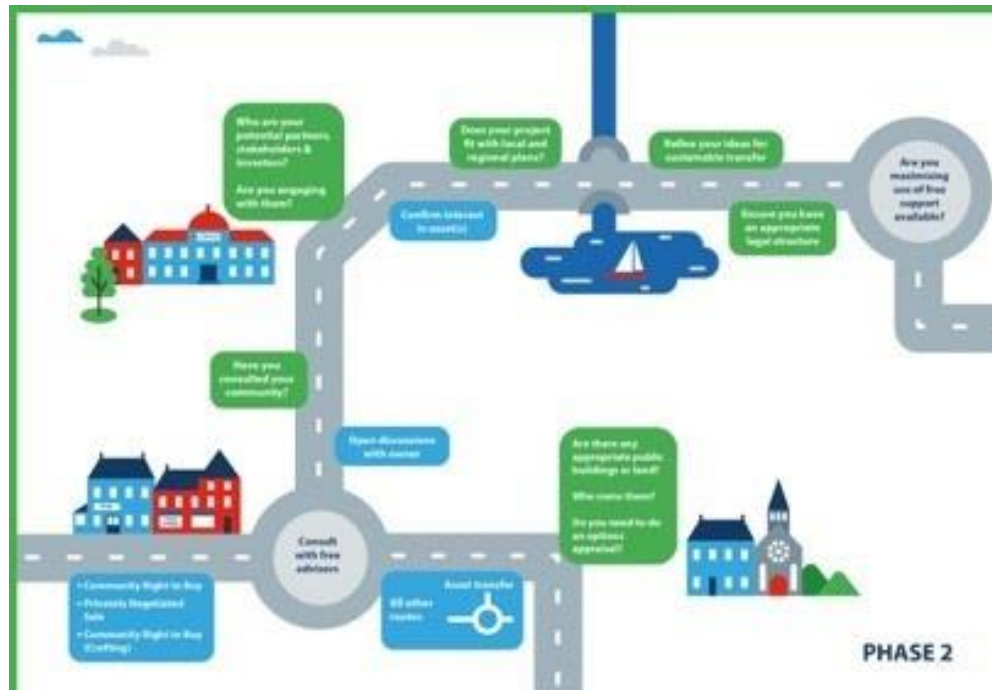 Who are your
potential partners,
stakeholders &
investors?
Are you engaging
with them?
Does your project
fit with local and
regional plans?
Refine your ideas for
sustainable transfer
Are you
maximising
use of free
support
available?
Confirm interest
in asset(s)
Ensure you have
an appropriate
legal structure
Have you
consulted your
community?
Open discussions
with owner
Are there any
appropriate public
buildings or land?
Who owns them?
Do you need to do
an options
appraisal?
Consult
with free
advisers
• Community Right to Buy
• Privately Negotiated
Sale
• Community Right to Buy
(Crofting)
Asset transfer
All other
routes
PHASE 2